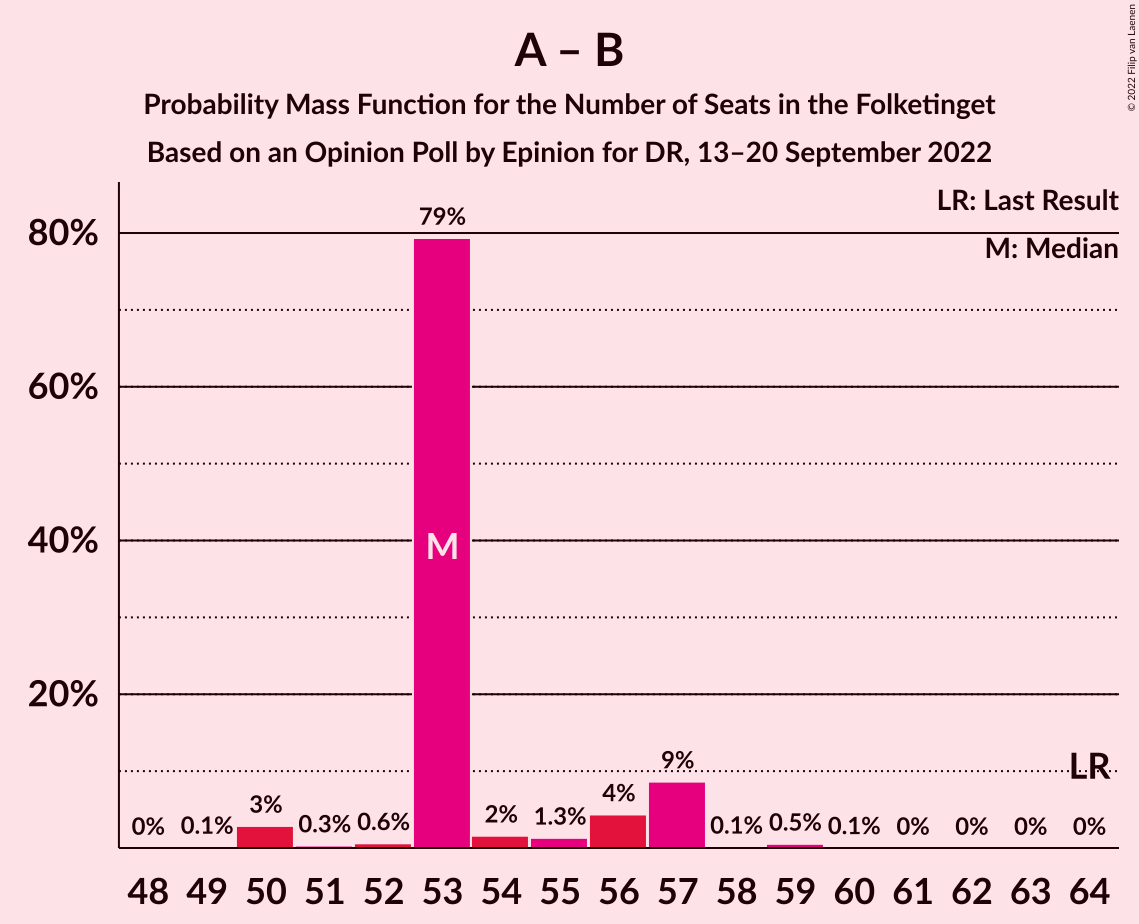 A – B
Probability Mass Function for the Number of Seats in the Folketinget
Based on an Opinion Poll by Epinion for DR, 13–20 September 2022
© 2022 Filip van Laenen
LR: Last Result
M: Median
80%
60%
40%
20%
0% 0.1% 3% 0.3% 0.6% 79% 2% 1.3% 4% 9% 0.1% 0.5% 0.1% 0% 0% 0% 0%
M
LR
48 49 50 51 52 53 54 55 56 57 58 59 60 61 62 63 64